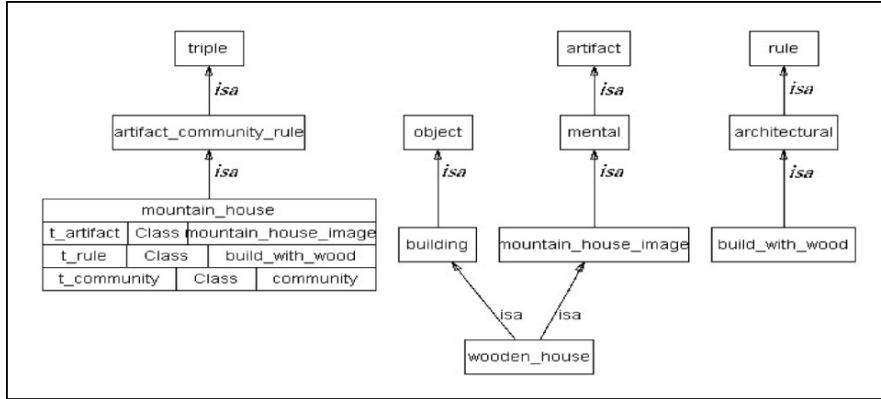 triple
artifact
rule
isa
isa
isa
artifact_community_rule
object
mental
architectural
isa
isa
isa
isa
mountain_house
t_artifact Class mountain_house_image
t_rule Class build_with_wood
t_community Class community
building
mountain_house_image
build_with_wood
isa
isa
wooden_house